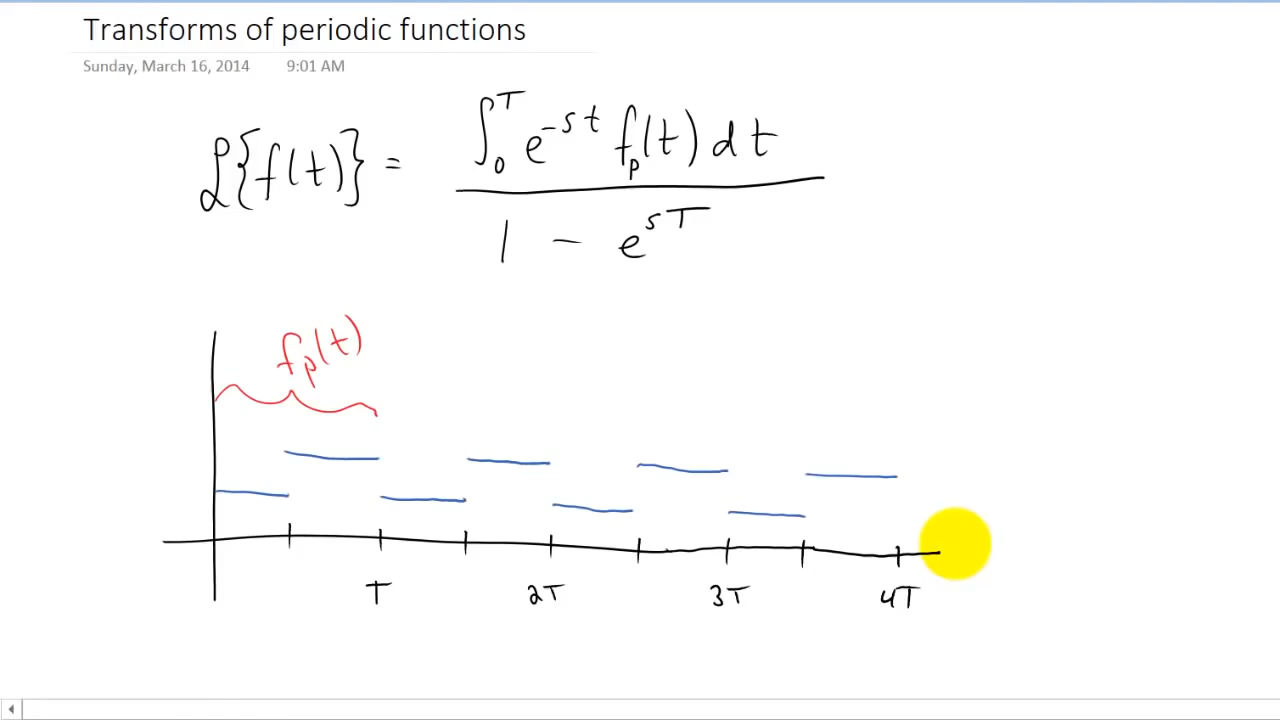 Transforms of periodic functions
Sunday, March 16, 2014 9:01 AM
ℒ{f(t)} = ∫₀ᵀ e^{-st} fₚ(t) dt
1 - e^{sT}
fₚ(t)
T 2T 3T 4T